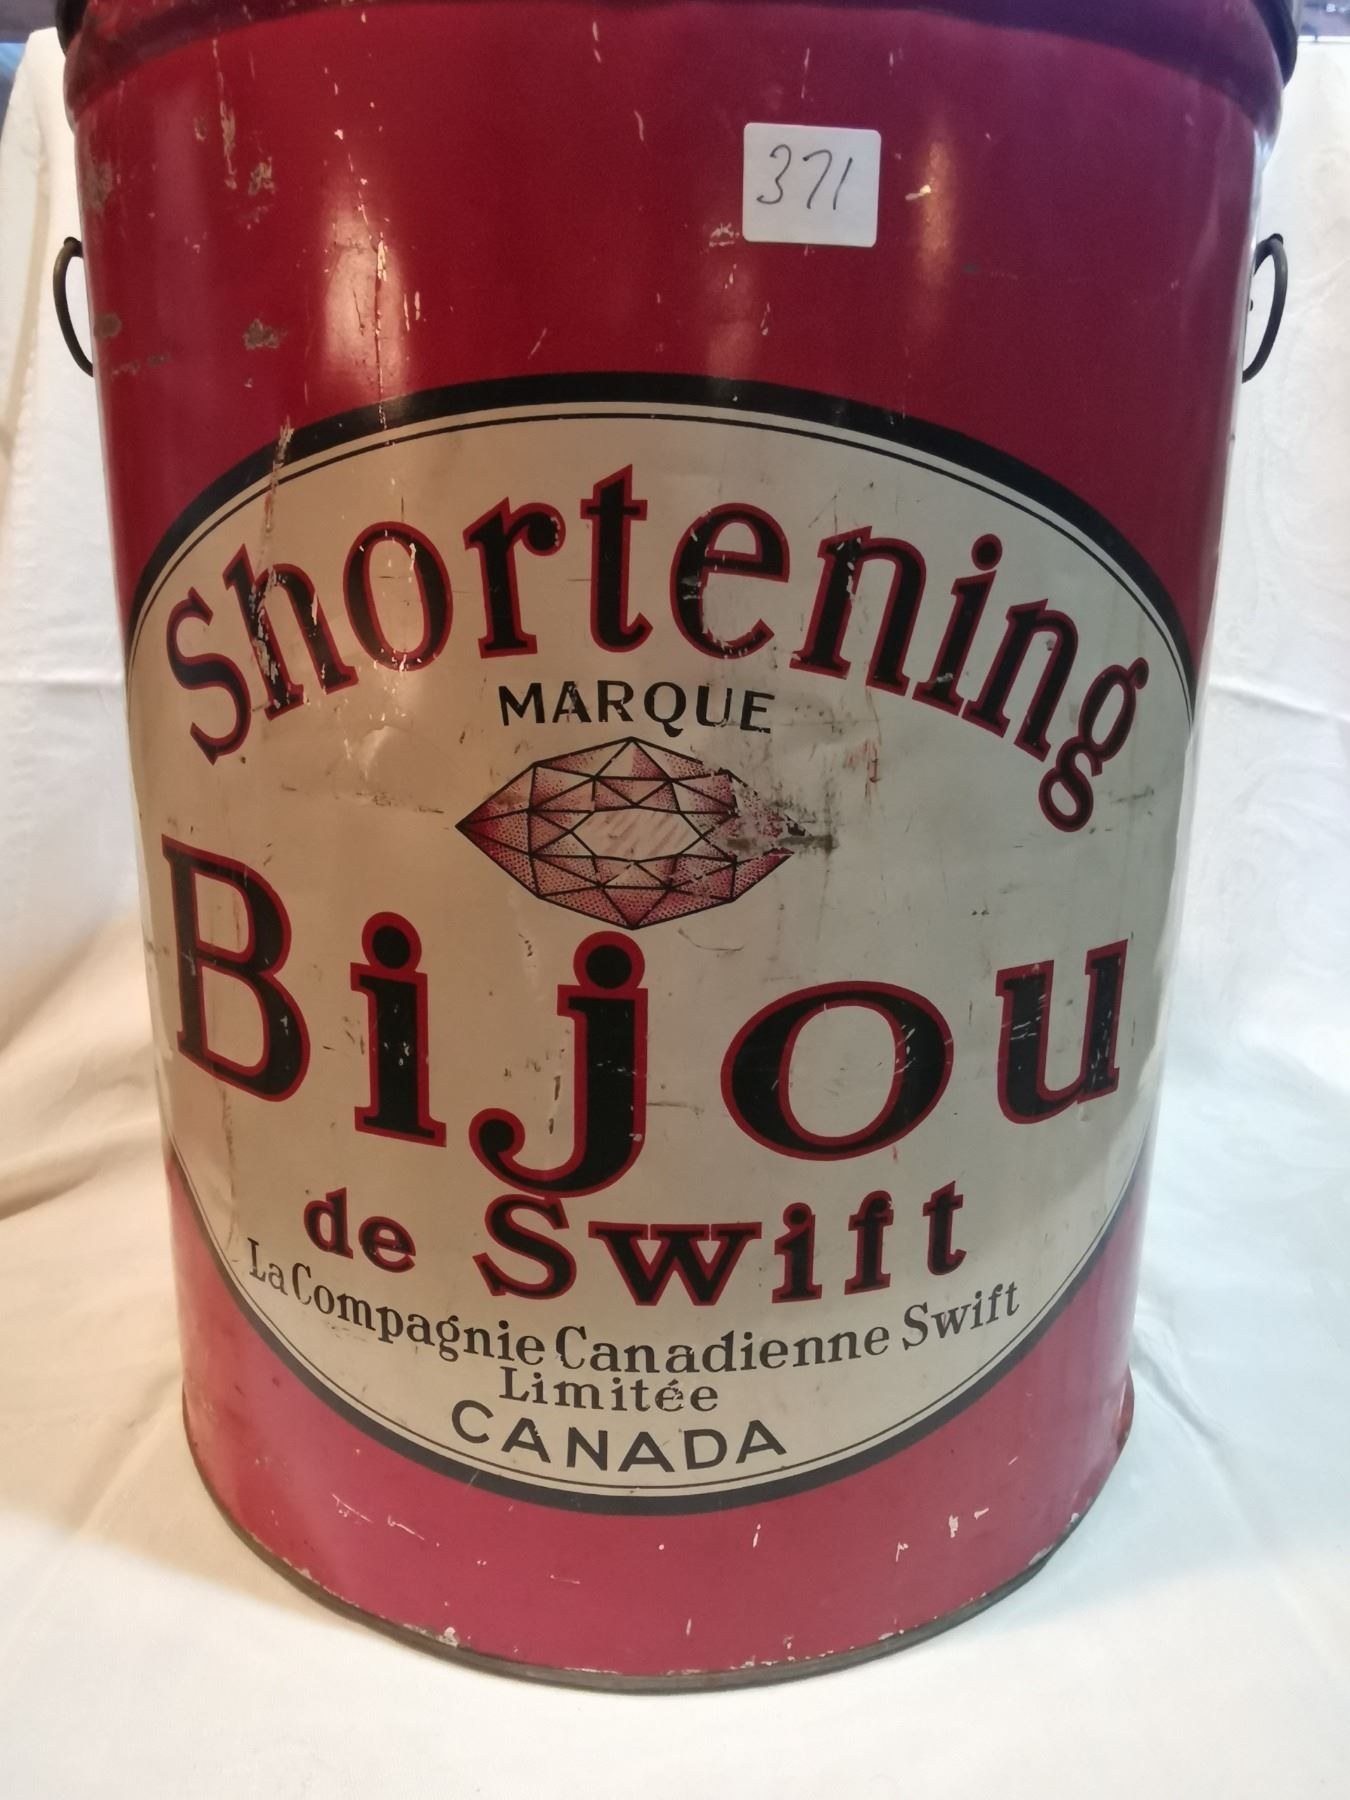 371
Shortening
MARQUE
Bijou
de Swift
La Compagnie Canadienne Swift
Limitée
CANADA